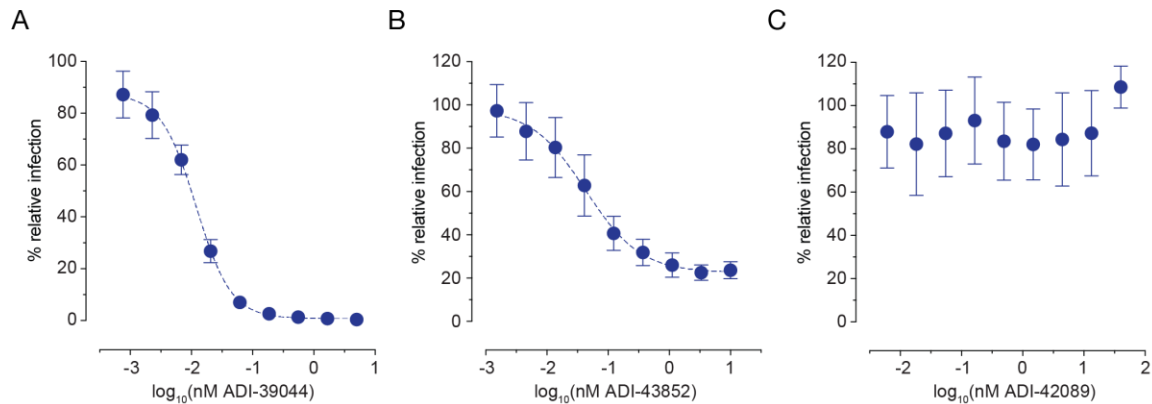 A
% relative infection
100
80
60
40
20
0
-3 -2 -1 0 1
log10(nM ADI-39044)
B
% relative infection
120
100
80
60
40
20
0
-3 -2 -1 0 1
log10(nM ADI-43852)
C
% relative infection
120
100
80
60
40
20
0
-2 -1 0 1 2
log10(nM ADI-42089)